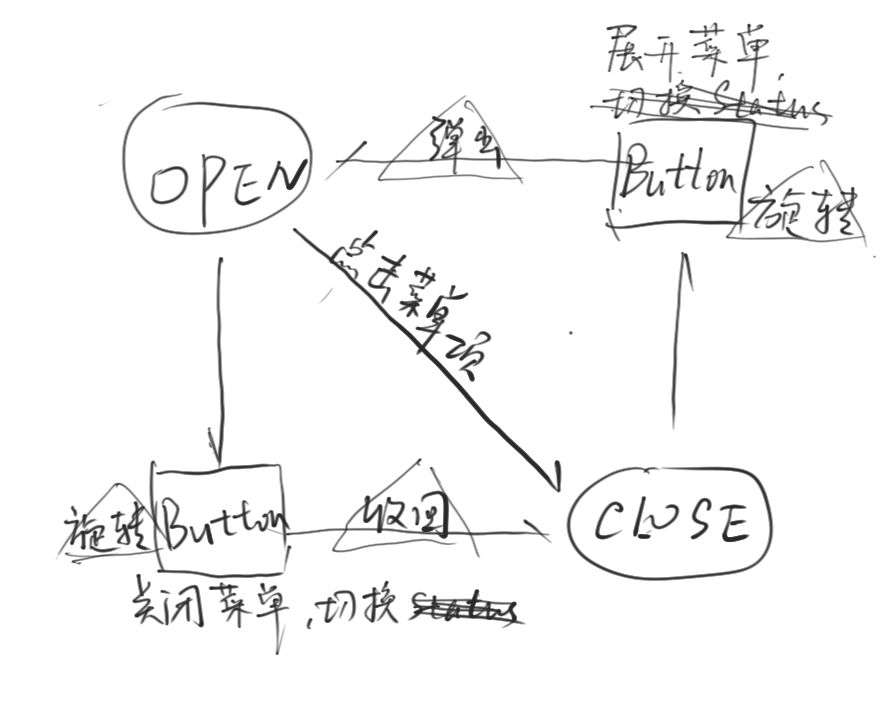 展开菜单,
切换 Status
弹出
OPEN
Button
旋转
点击菜单项
旋转
Button
收回
CLOSE
关闭菜单,切换 Status